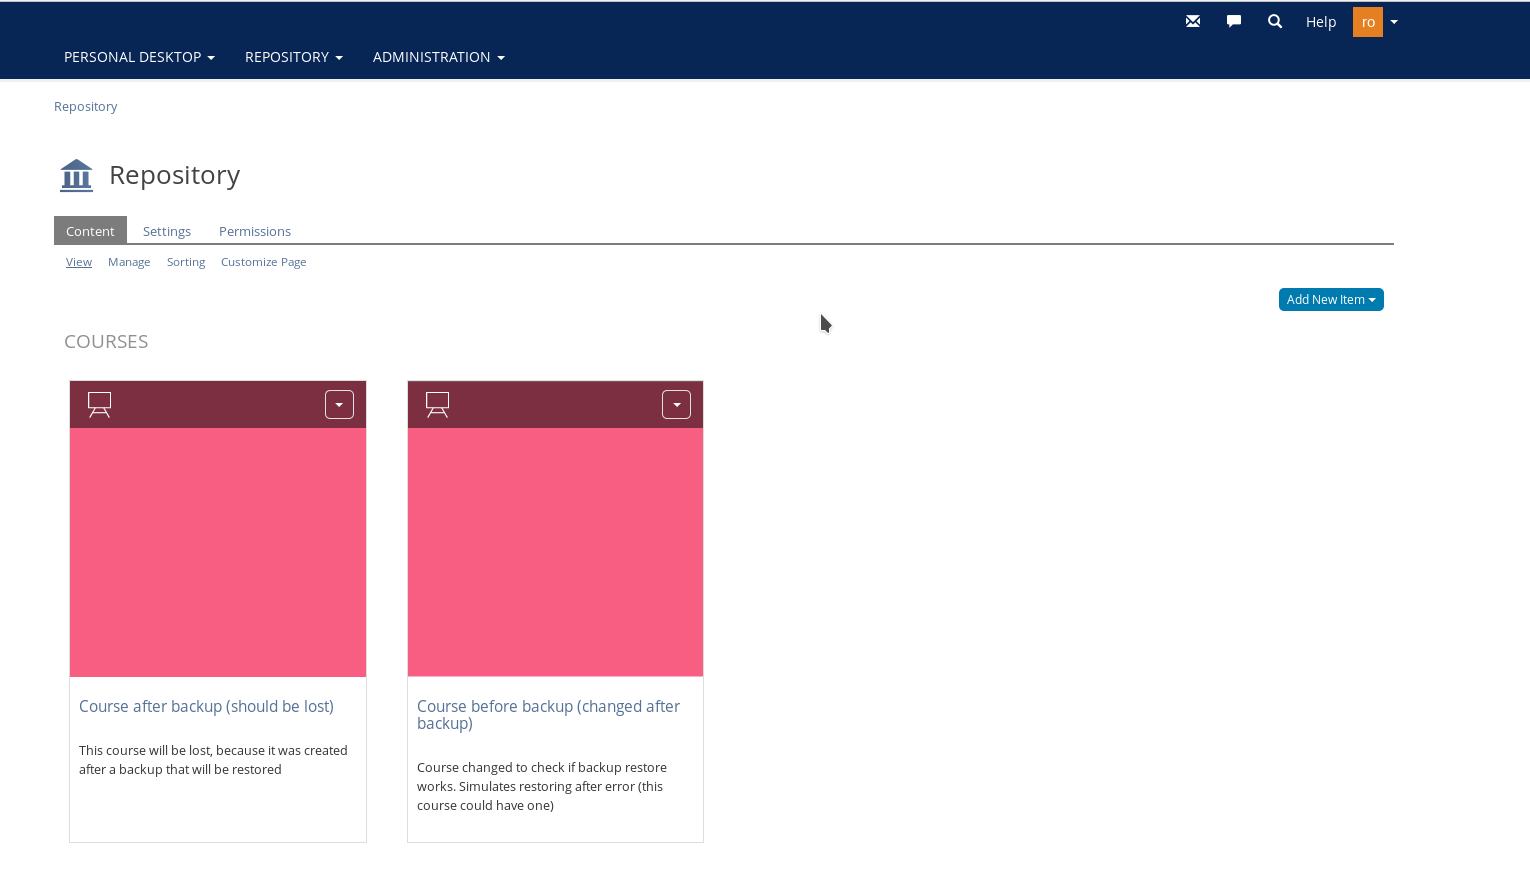 Help ro
PERSONAL DESKTOP REPOSITORY ADMINISTRATION
Repository
Repository
Content Settings Permissions
View Manage Sorting Customize Page
Add New Item
COURSES
Course after backup (should be lost)
This course will be lost, because it was created
after a backup that will be restored
Course before backup (changed after
backup)
Course changed to check if backup restore
works. Simulates restoring after error (this
course could have one)